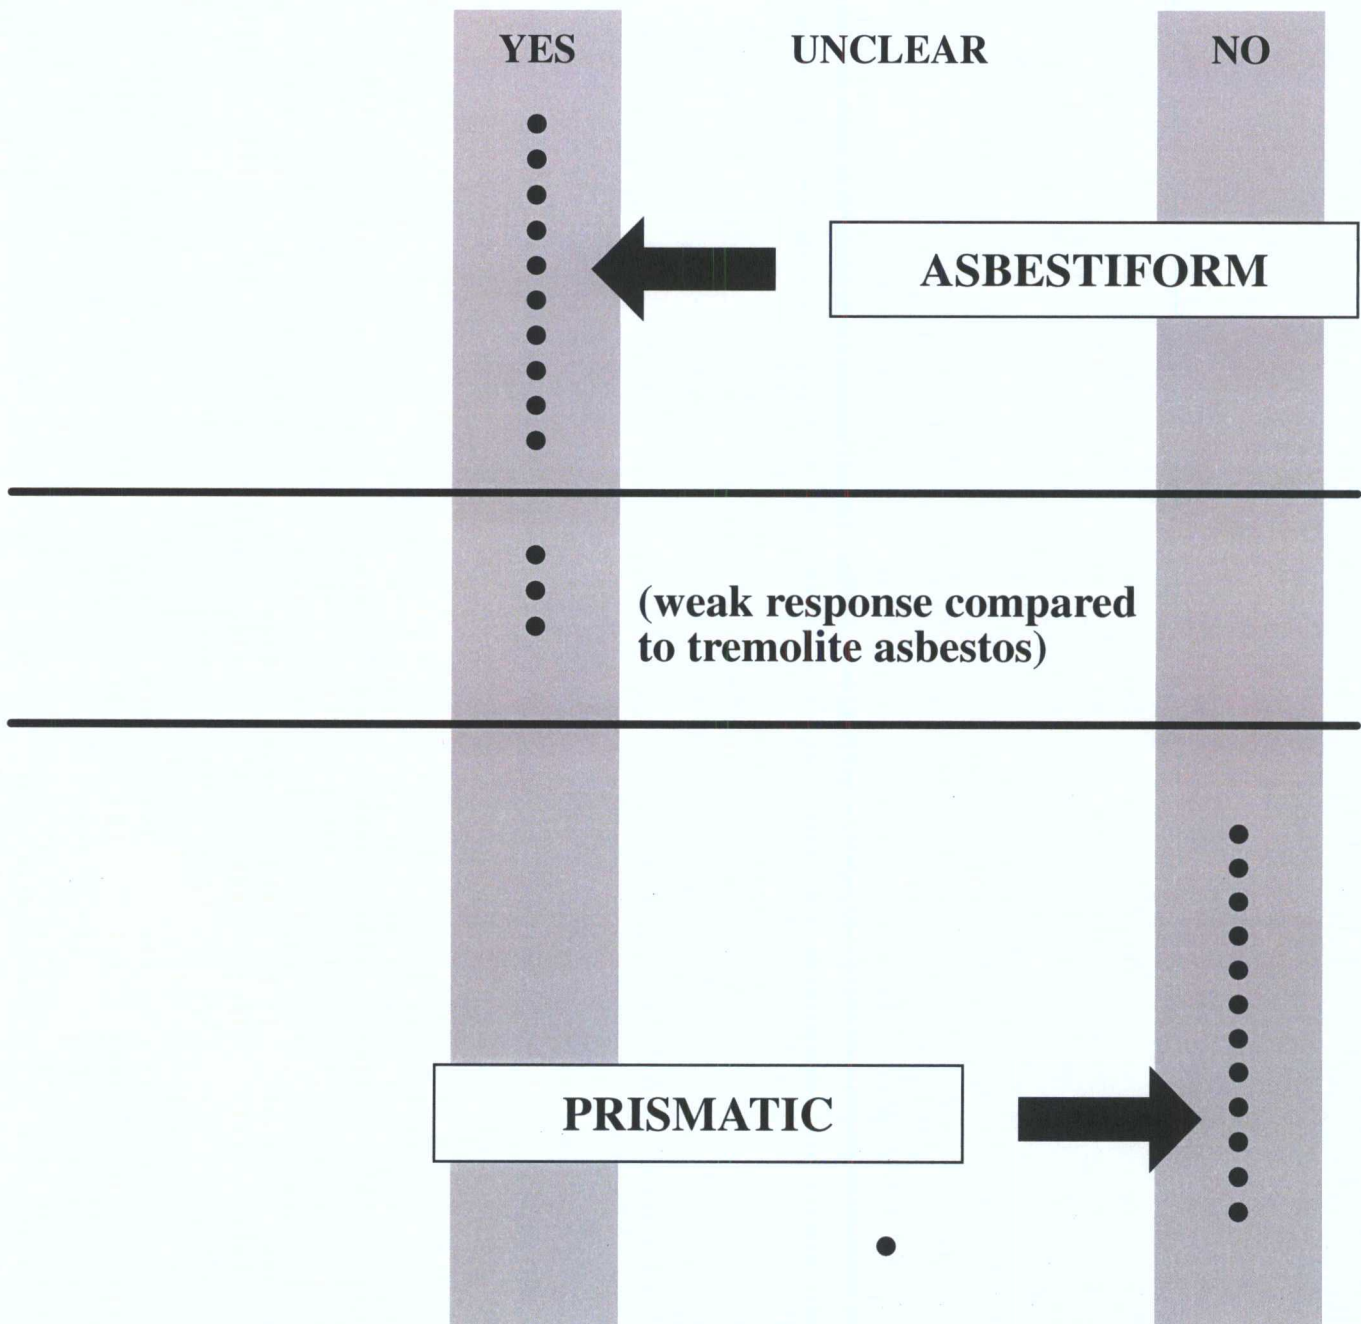 YES UNCLEAR NO
ASBESTIFORM
(weak response compared
to tremolite asbestos)
PRISMATIC